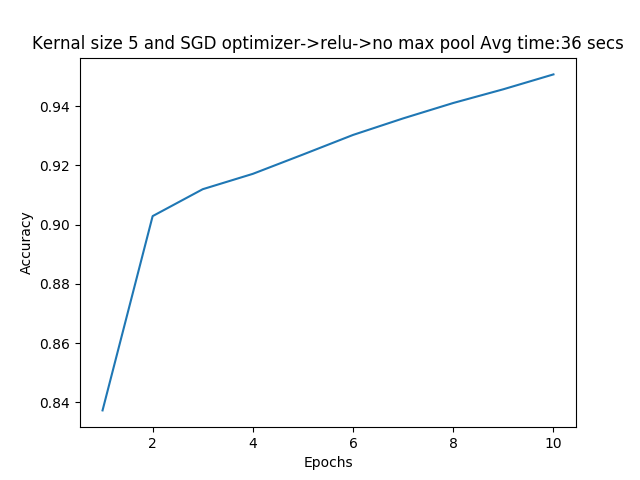 Kernal size 5 and SGD optimizer->relu->no max pool Avg time:36 secs
0.94
0.92
0.90
0.88
0.86
0.84
Accuracy
2 4 6 8 10
Epochs